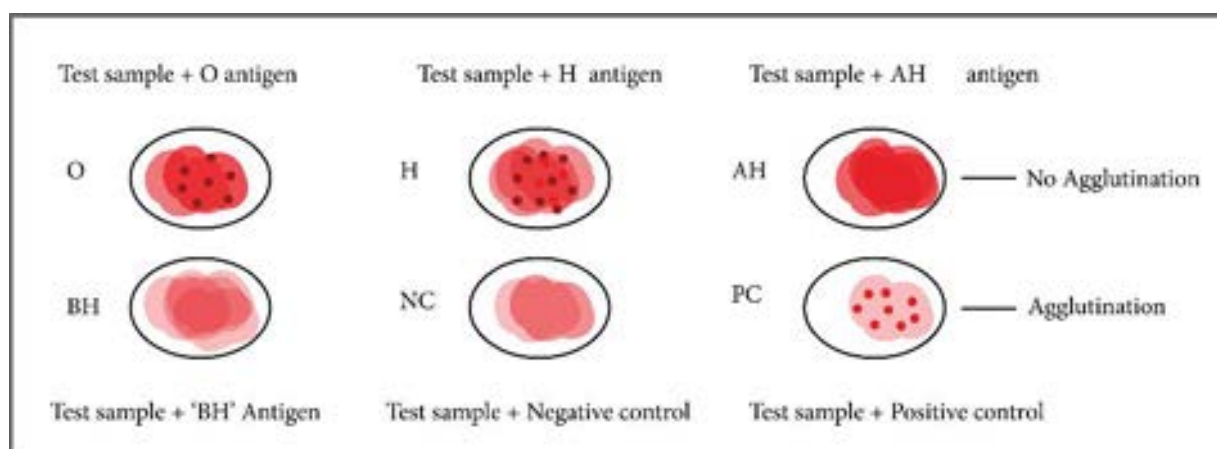 Test sample + O antigen
Test sample + H antigen
Test sample + AH antigen
O
H
AH
No Agglutination
BH
NC
PC
Agglutination
Test sample + 'BH' Antigen
Test sample + Negative control
Test sample + Positive control